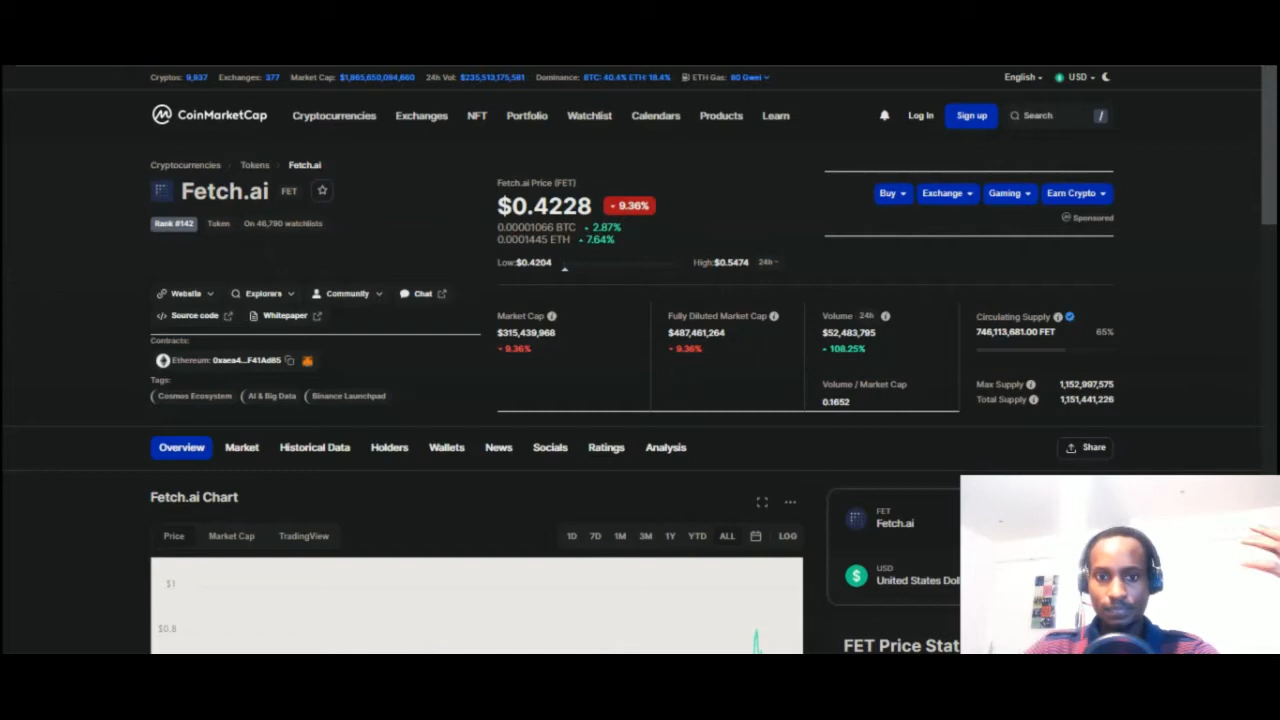 Cryptos: 9,937 Exchanges: 377 Market Cap: $1,865,650,094,660 24h Vol: $235,513,175,581 Dominance: BTC: 40.4% ETH: 18.4% ETH Gas: 80 Gwei English USD
CoinMarketCap Cryptocurrencies Exchanges NFT Portfolio Watchlist Calendars Products Learn Log In Sign up Search /
Cryptocurrencies Tokens Fetch.ai
Fetch.ai FET
Rank #142 Token On 46,790 watchlists
Website Explorers Community Chat
Source code Whitepaper
Contracts:
Ethereum: 0xaea4...F41Ad85
Tags:
Cosmos Ecosystem AI & Big Data Binance Launchpad
Fetch.ai Price (FET)
$0.4228 9.36%
0.00001066 BTC 2.87%
0.0001445 ETH 7.64%
Low:$0.4204 High:$0.5474 24h
Buy Exchange Gaming Earn Crypto
Sponsored
Market Cap
$315,439,968
9.36%
Fully Diluted Market Cap
$487,461,264
9.36%
Volume 24h
$52,483,795
108.25%
Volume / Market Cap
0.1652
Circulating Supply
746,113,681.00 FET 65%
Max Supply 1,152,997,575
Total Supply 1,151,441,226
Overview Market Historical Data Holders Wallets News Socials Ratings Analysis Share
Fetch.ai Chart
Price Market Cap TradingView 1D 7D 1M 3M 1Y YTD ALL LOG
$1
$0.8
FET
Fetch.ai
USD
United States Dol
FET Price Stat